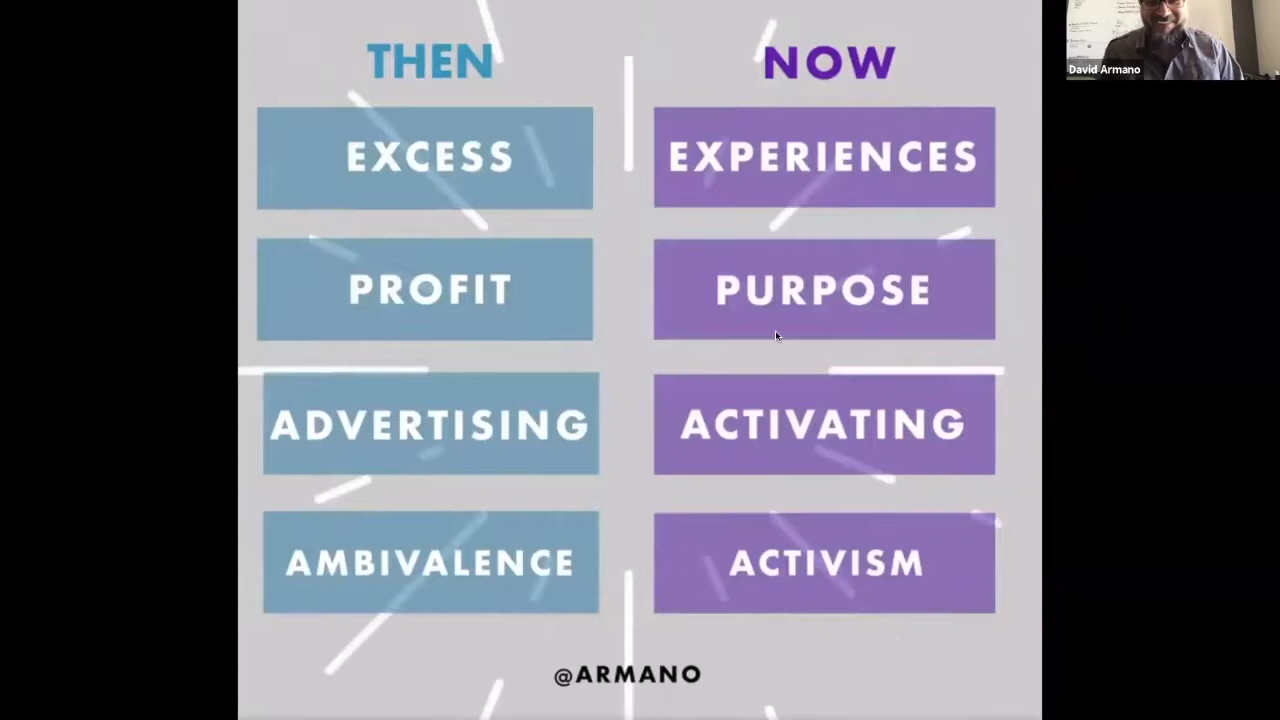 THEN
NOW
EXCESS
EXPERIENCES
PROFIT
PURPOSE
ADVERTISING
ACTIVATING
AMBIVALENCE
ACTIVISM
@ARMANO
David Armano